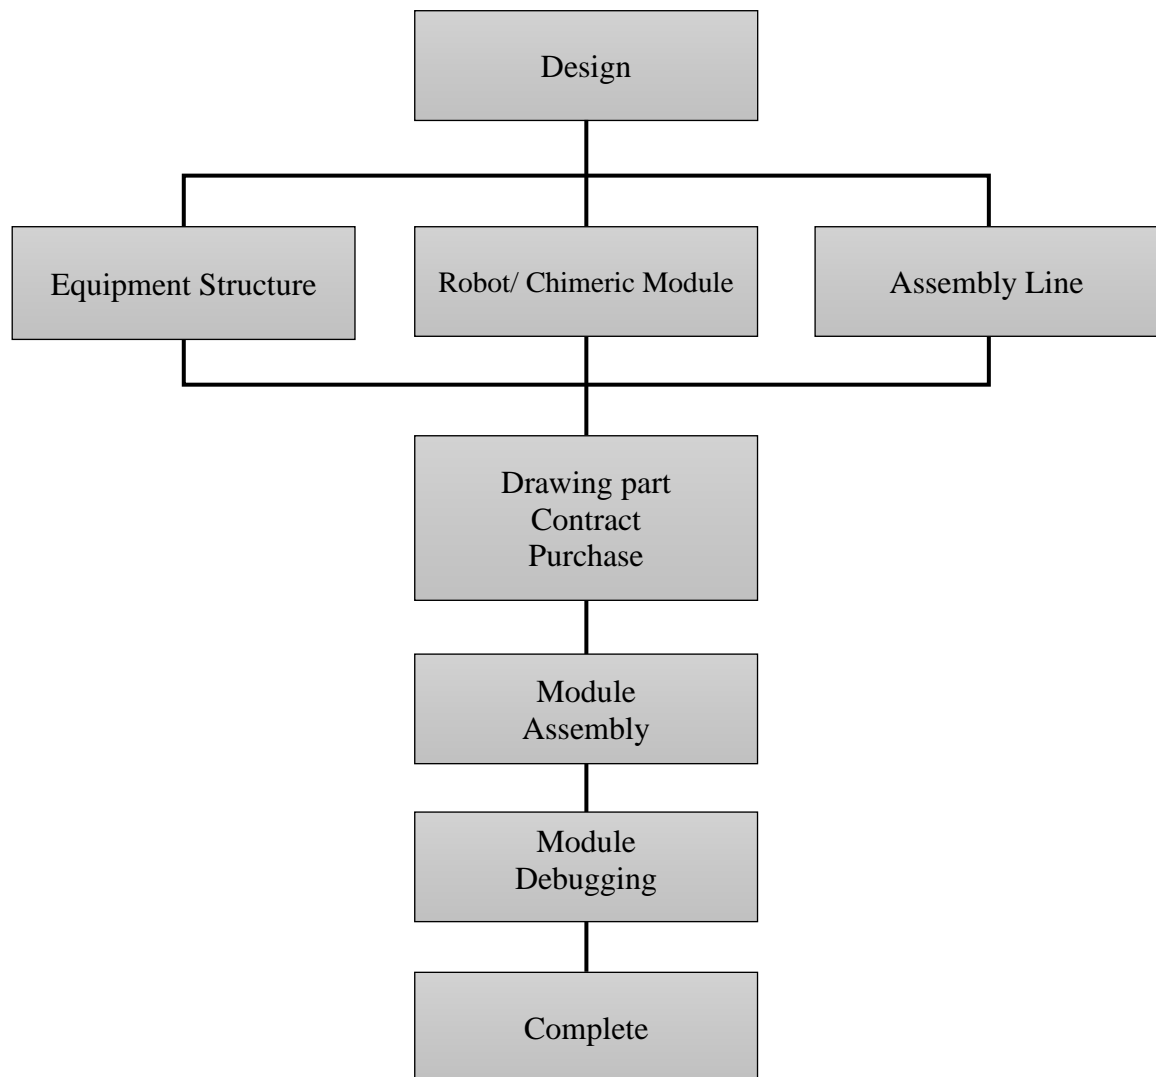 Design
Equipment Structure
Robot/ Chimeric Module
Assembly Line
Drawing part
Contract
Purchase
Module
Assembly
Module
Debugging
Complete